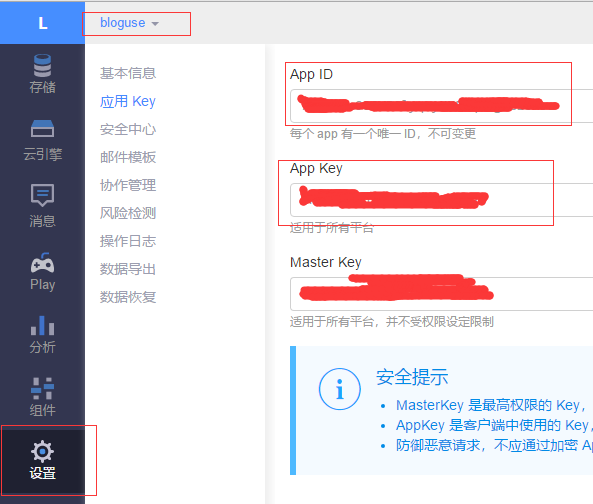 L
bloguse
存储
云引擎
消息
Play
分析
组件
设置
基本信息
应用 Key
安全中心
邮件模板
协作管理
风险检测
操作日志
数据导出
数据恢复
App ID
每个 app 有一个唯一 ID，不可变更
App Key
适用于所有平台
Master Key
适用于所有平台，并不受权限设定限制
安全提示
MasterKey 是最高权限的 Key，
AppKey 是客户端中使用的 Key，
防御恶意请求，不应通过加密 Ap